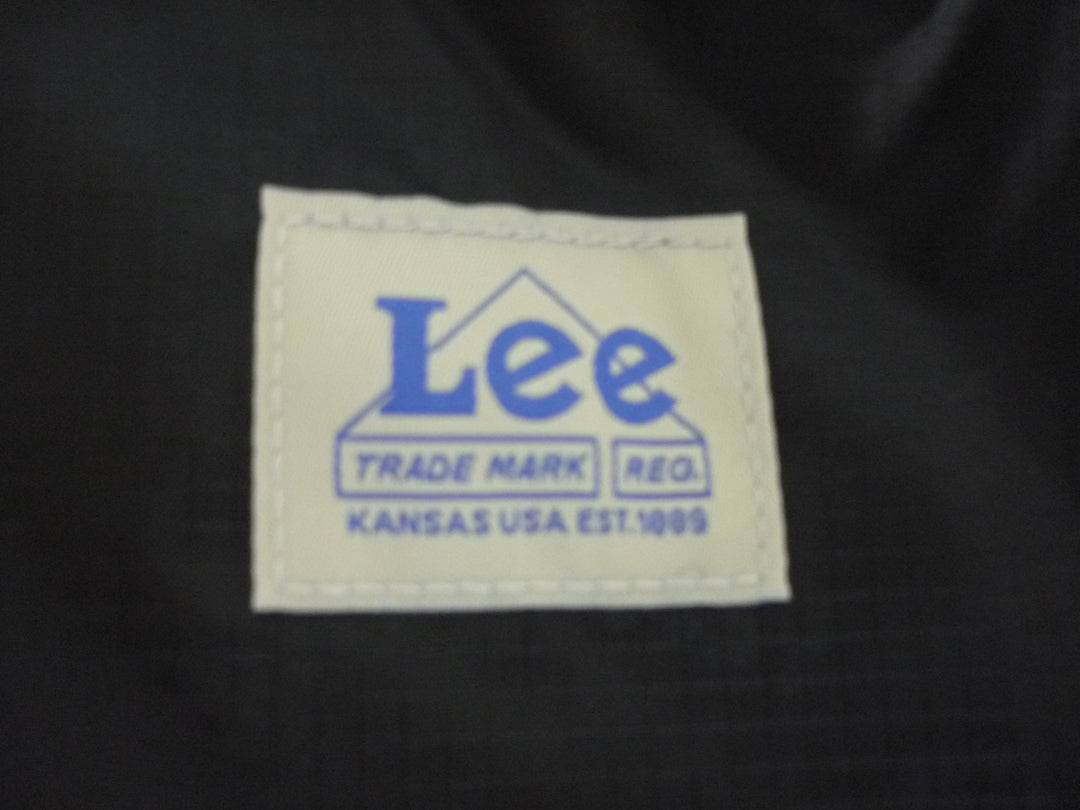 Lee
TRADE MARK REG.
KANSAS USA EST.1889